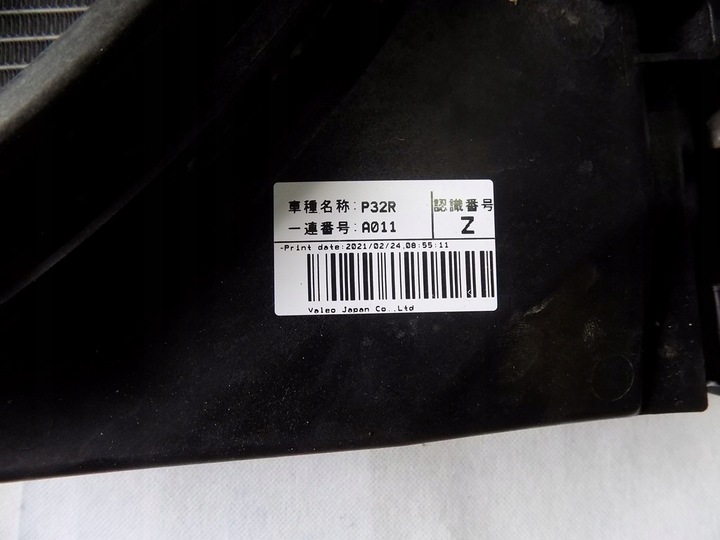 車種名称:P32R
一連番号:A011
認識番号
Z
-Print date:2021/02/24,08:55:11
Valeo Japan Co.,Ltd